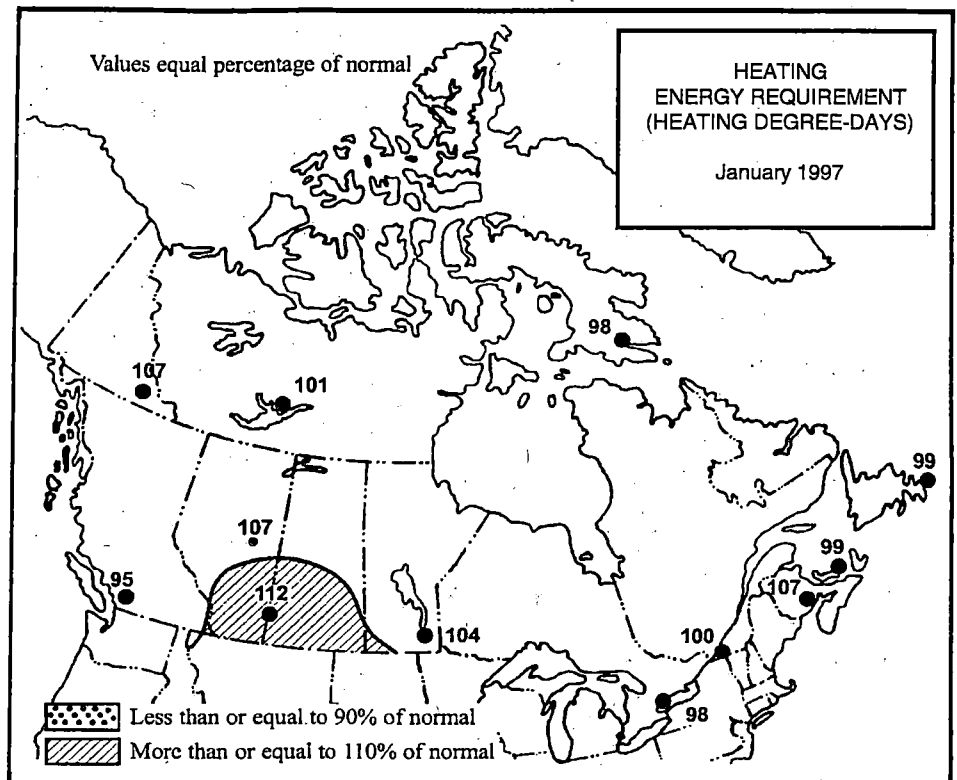 Values equal percentage of normal
HEATING
ENERGY REQUIREMENT
(HEATING DEGREE-DAYS)
January 1997
98
107
101
99
107
99
95
112
107
104
100
98
Less than or equal to 90% of normal
More than or equal to 110% of normal